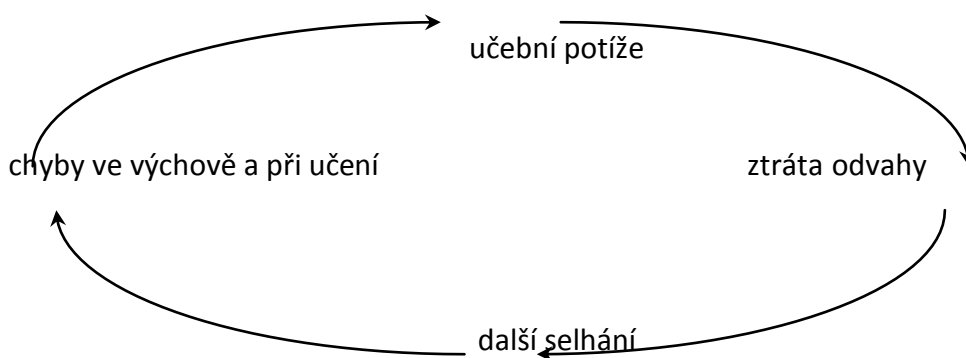 učební potíže
chyby ve výchově a při učení
ztráta odvahy
další selhání